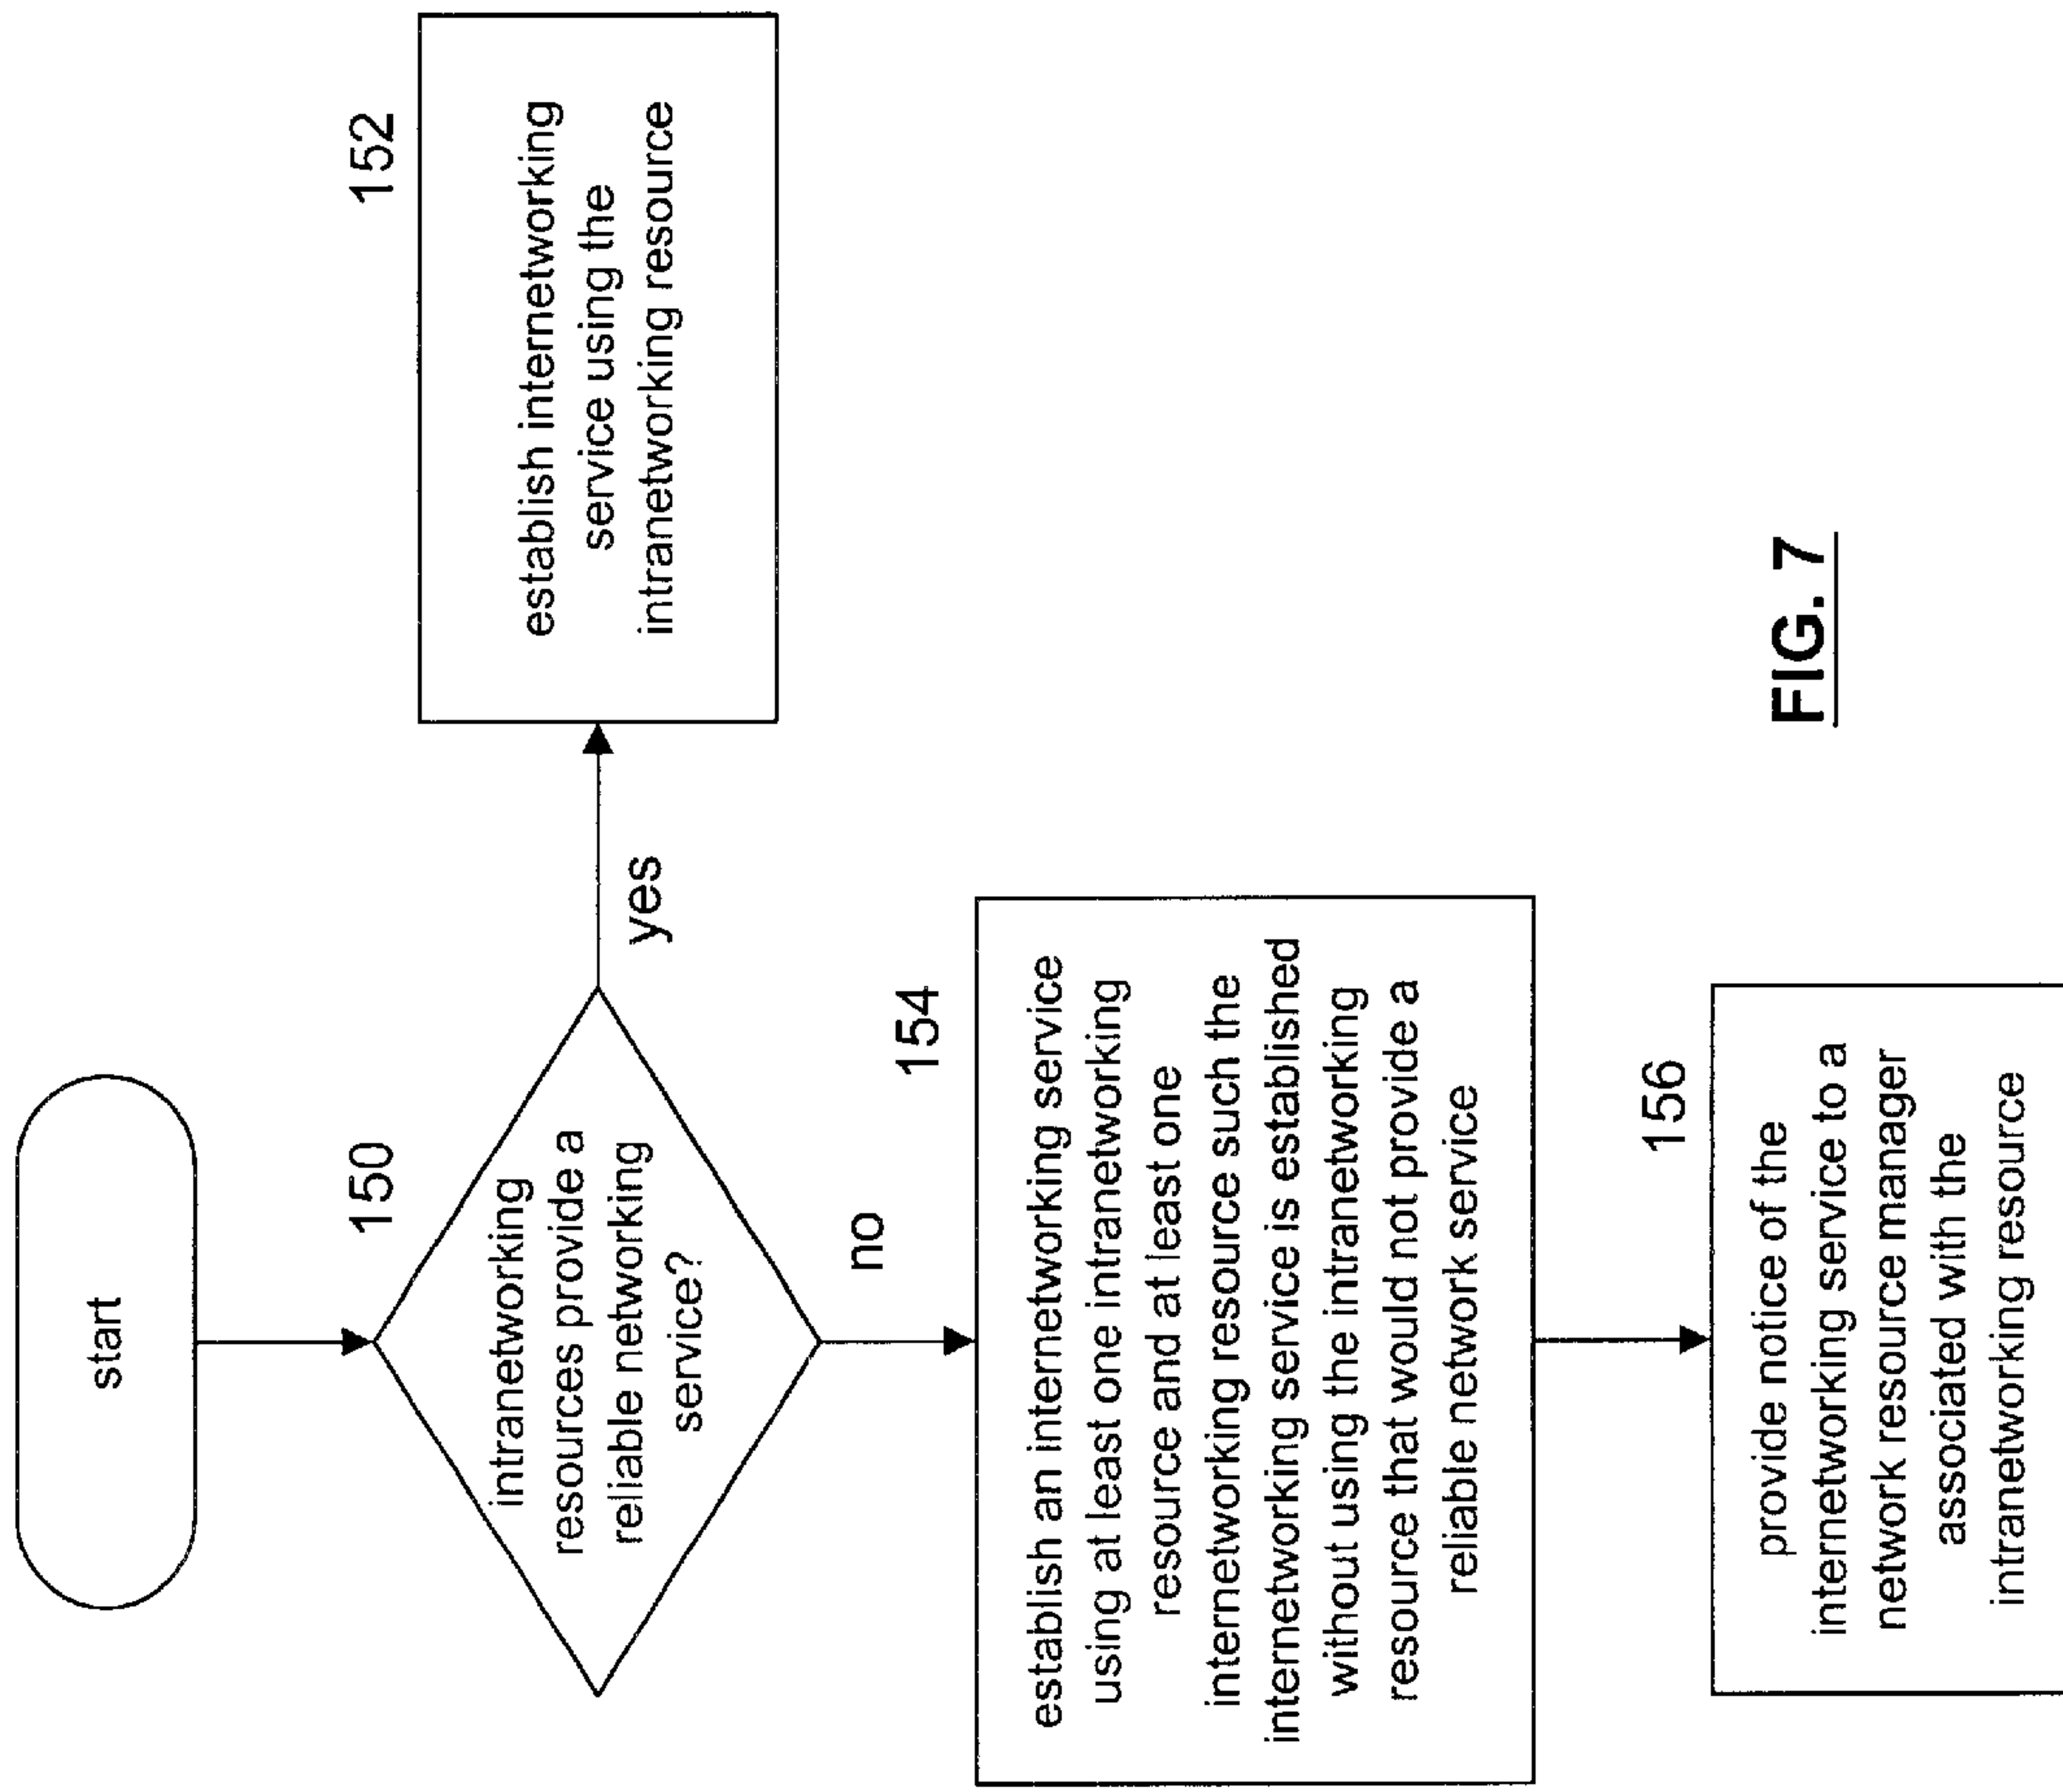 start
150
intranetworking
resources provide a
reliable networking
service?
yes
152
establish internetworking
service using the
intranetworking resource
no
154
establish an internetworking service
using at least one intranetworking
resource and at least one
internetworking resource such the
internetworking service is established
without using the intranetworking
resource that would not provide a
reliable network service
156
provide notice of the
internetworking service to a
network resource manager
associated with the
intranetworking resource
FIG. 7